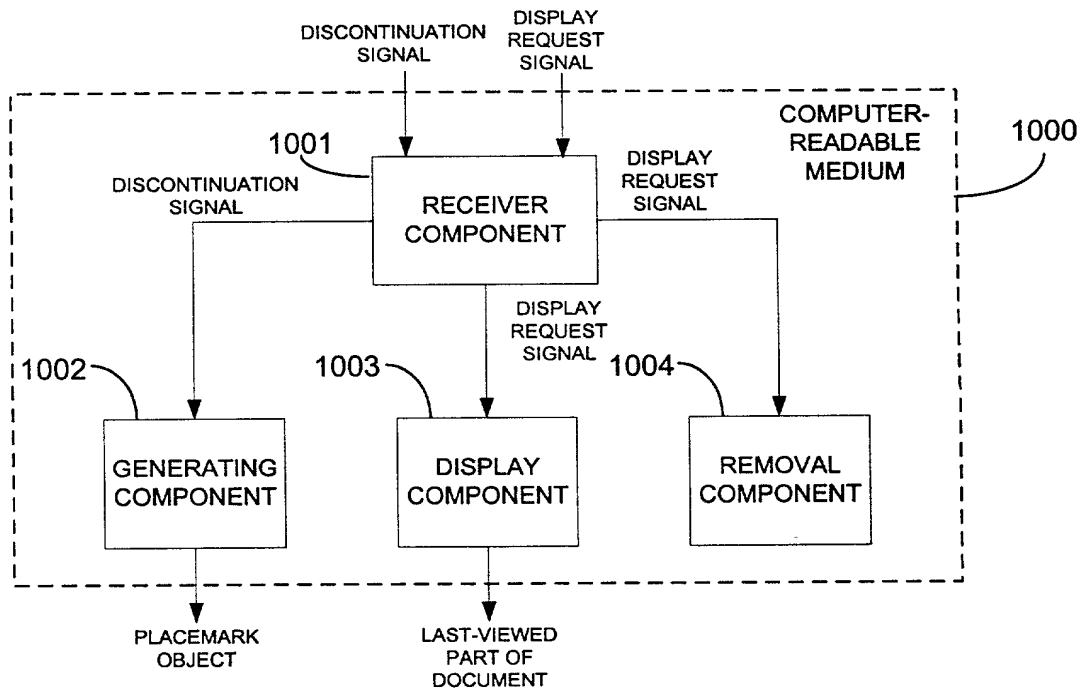 DISCONTINUATION
SIGNAL
DISPLAY
REQUEST
SIGNAL
COMPUTER-
READABLE
MEDIUM
1000
1001
DISCONTINUATION
SIGNAL
RECEIVER
COMPONENT
DISPLAY
REQUEST
SIGNAL
DISPLAY
REQUEST
SIGNAL
1002
1003
1004
GENERATING
COMPONENT
DISPLAY
COMPONENT
REMOVAL
COMPONENT
PLACEMARK
OBJECT
LAST-VIEWED
PART OF
DOCUMENT